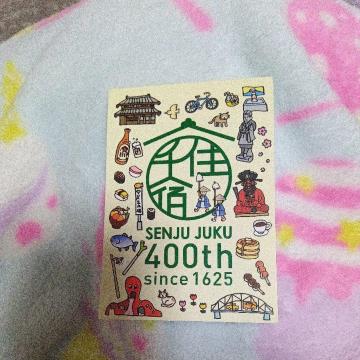 千住宿
SENJU JUKU
400th
since 1625